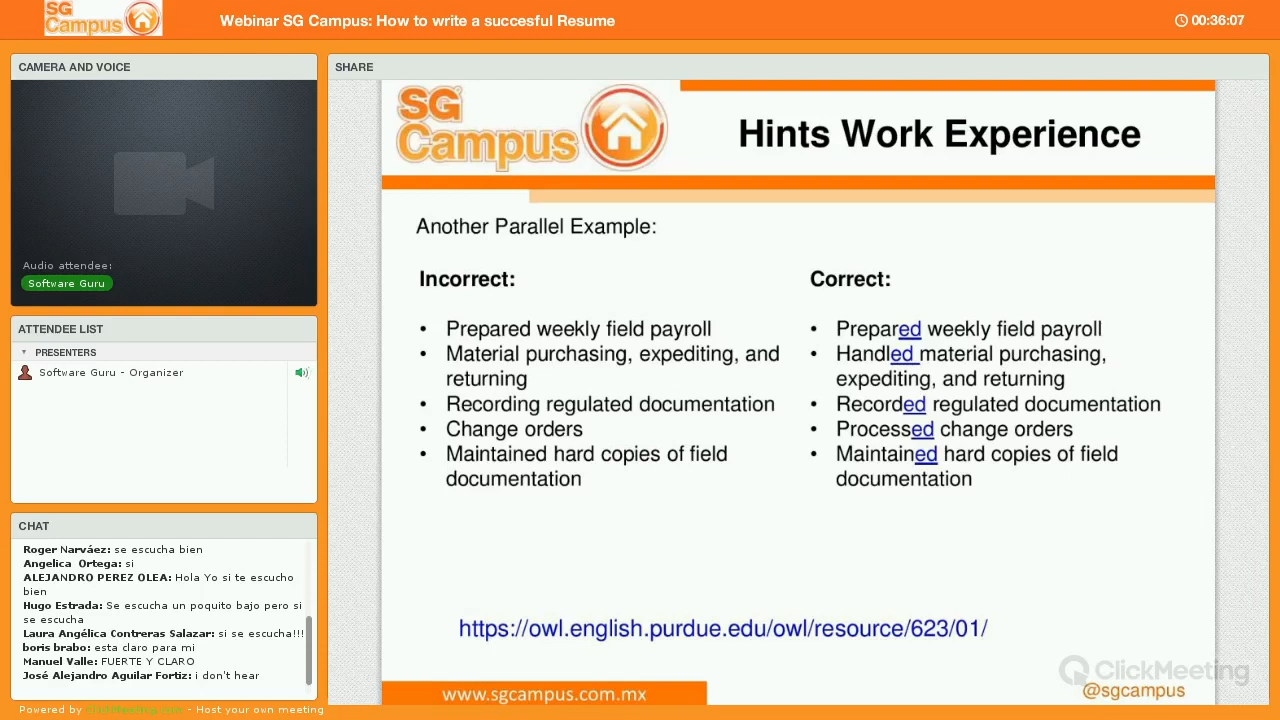 SG
Campus
Webinar SG Campus: How to write a succesful Resume
00:36:07
CAMERA AND VOICE
Audio attendee:
Software Guru
ATTENDEE LIST
PRESENTERS
Software Guru - Organizer
CHAT
Roger Narváez: se escucha bien
Angelica Ortega: si
ALEJANDRO PEREZ OLEA: Hola Yo si te escucho
bien
Hugo Estrada: Se escucha un poquito bajo pero si
se escucha
Laura Angélica Contreras Salazar: si se escucha!!!
boris brabo: esta claro para mi
Manuel Valle: FUERTE Y CLARO
José Alejandro Aguilar Fortiz: i don't hear
Powered by ClickMeeting.com - Host your own meeting
SHARE
SG
Campus
Hints Work Experience
Another Parallel Example:
Incorrect:
• Prepared weekly field payroll
• Material purchasing, expediting, and
returning
• Recording regulated documentation
• Change orders
• Maintained hard copies of field
documentation
Correct:
• Prepared weekly field payroll
• Handled material purchasing,
expediting, and returning
• Recorded regulated documentation
• Processed change orders
• Maintained hard copies of field
documentation
https://owl.english.purdue.edu/owl/resource/623/01/
www.sgcampus.com.mx
ClickMeeting
@sgcampus